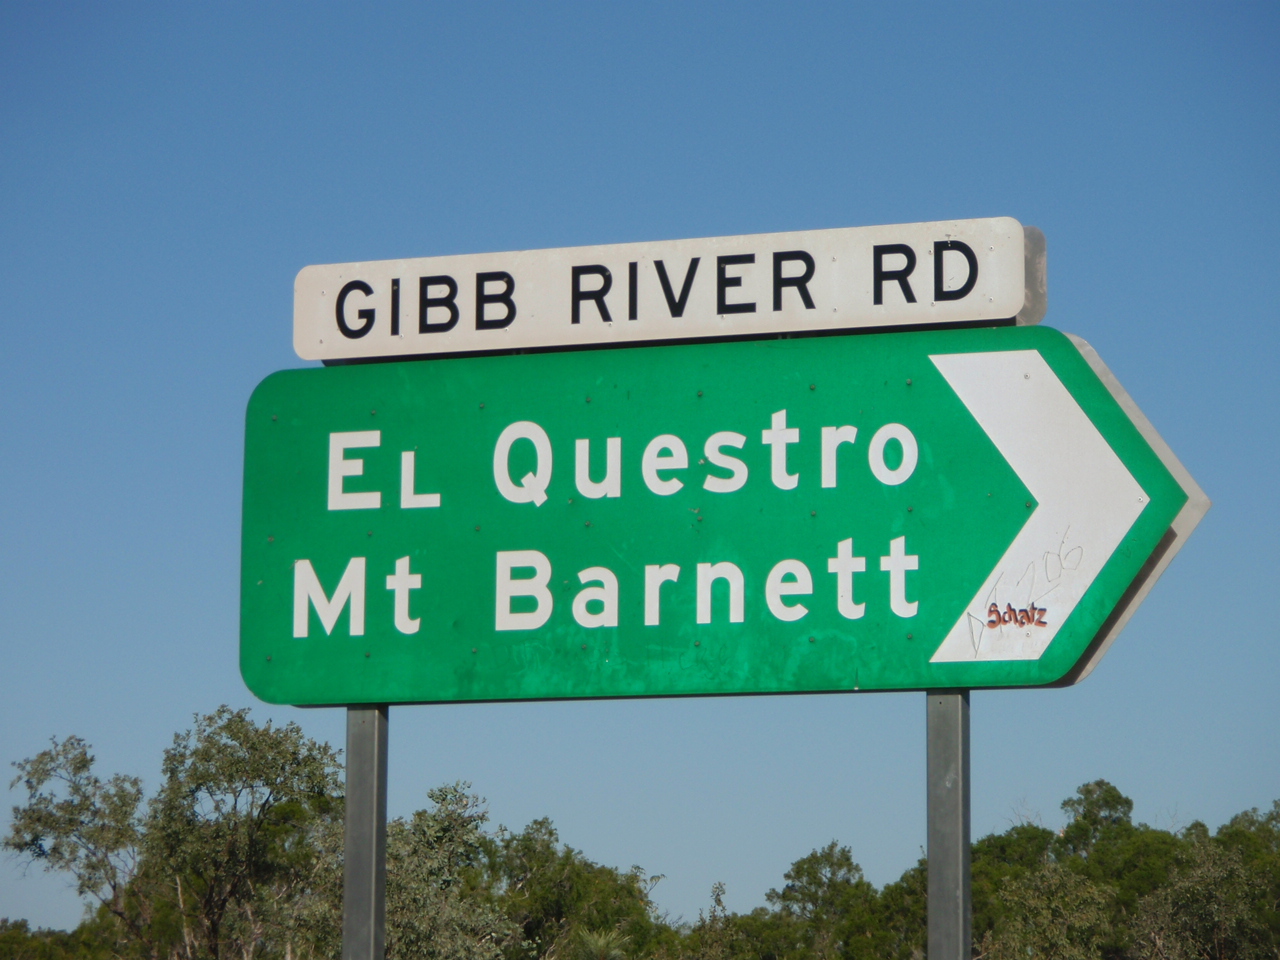 GIBB RIVER RD
EL Questro
Mt Barnett
Schatz